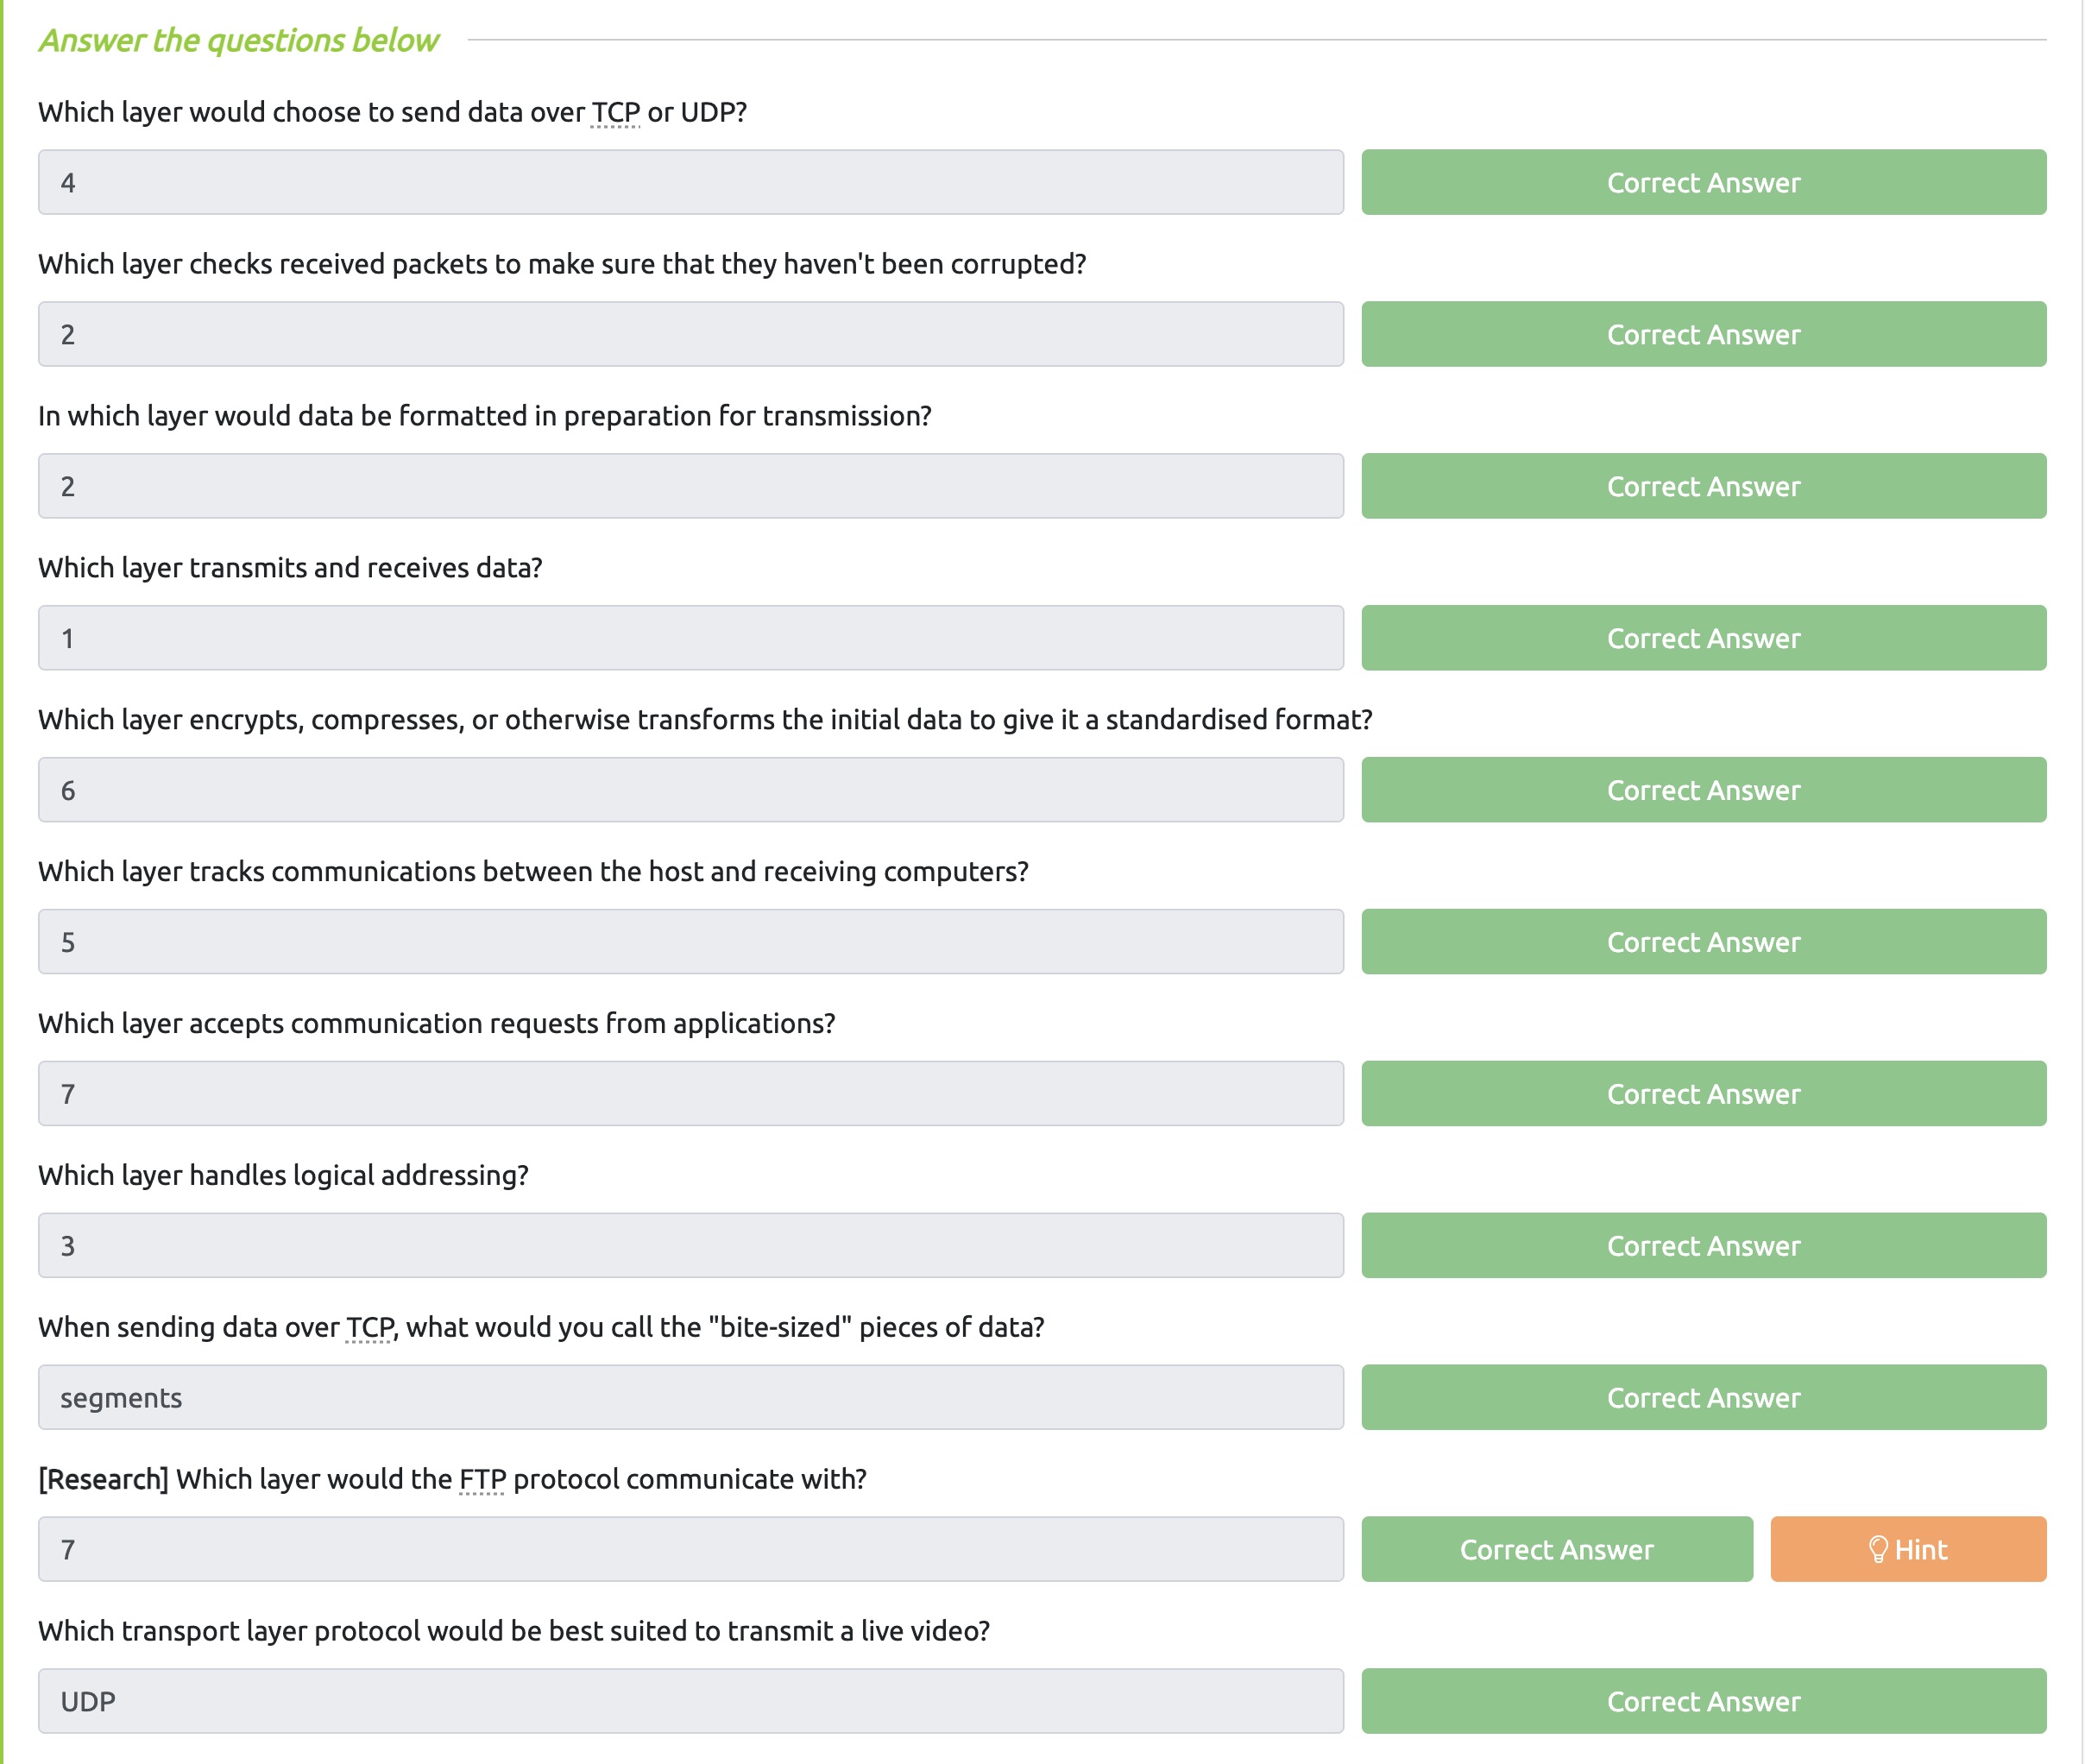 Answer the questions below
Which layer would choose to send data over TCP or UDP?
4
Correct Answer
Which layer checks received packets to make sure that they haven't been corrupted?
2
Correct Answer
In which layer would data be formatted in preparation for transmission?
2
Correct Answer
Which layer transmits and receives data?
1
Correct Answer
Which layer encrypts, compresses, or otherwise transforms the initial data to give it a standardised format?
6
Correct Answer
Which layer tracks communications between the host and receiving computers?
5
Correct Answer
Which layer accepts communication requests from applications?
7
Correct Answer
Which layer handles logical addressing?
3
Correct Answer
When sending data over TCP, what would you call the "bite-sized" pieces of data?
segments
Correct Answer
[Research] Which layer would the FTP protocol communicate with?
7
Correct Answer
Hint
Which transport layer protocol would be best suited to transmit a live video?
UDP
Correct Answer